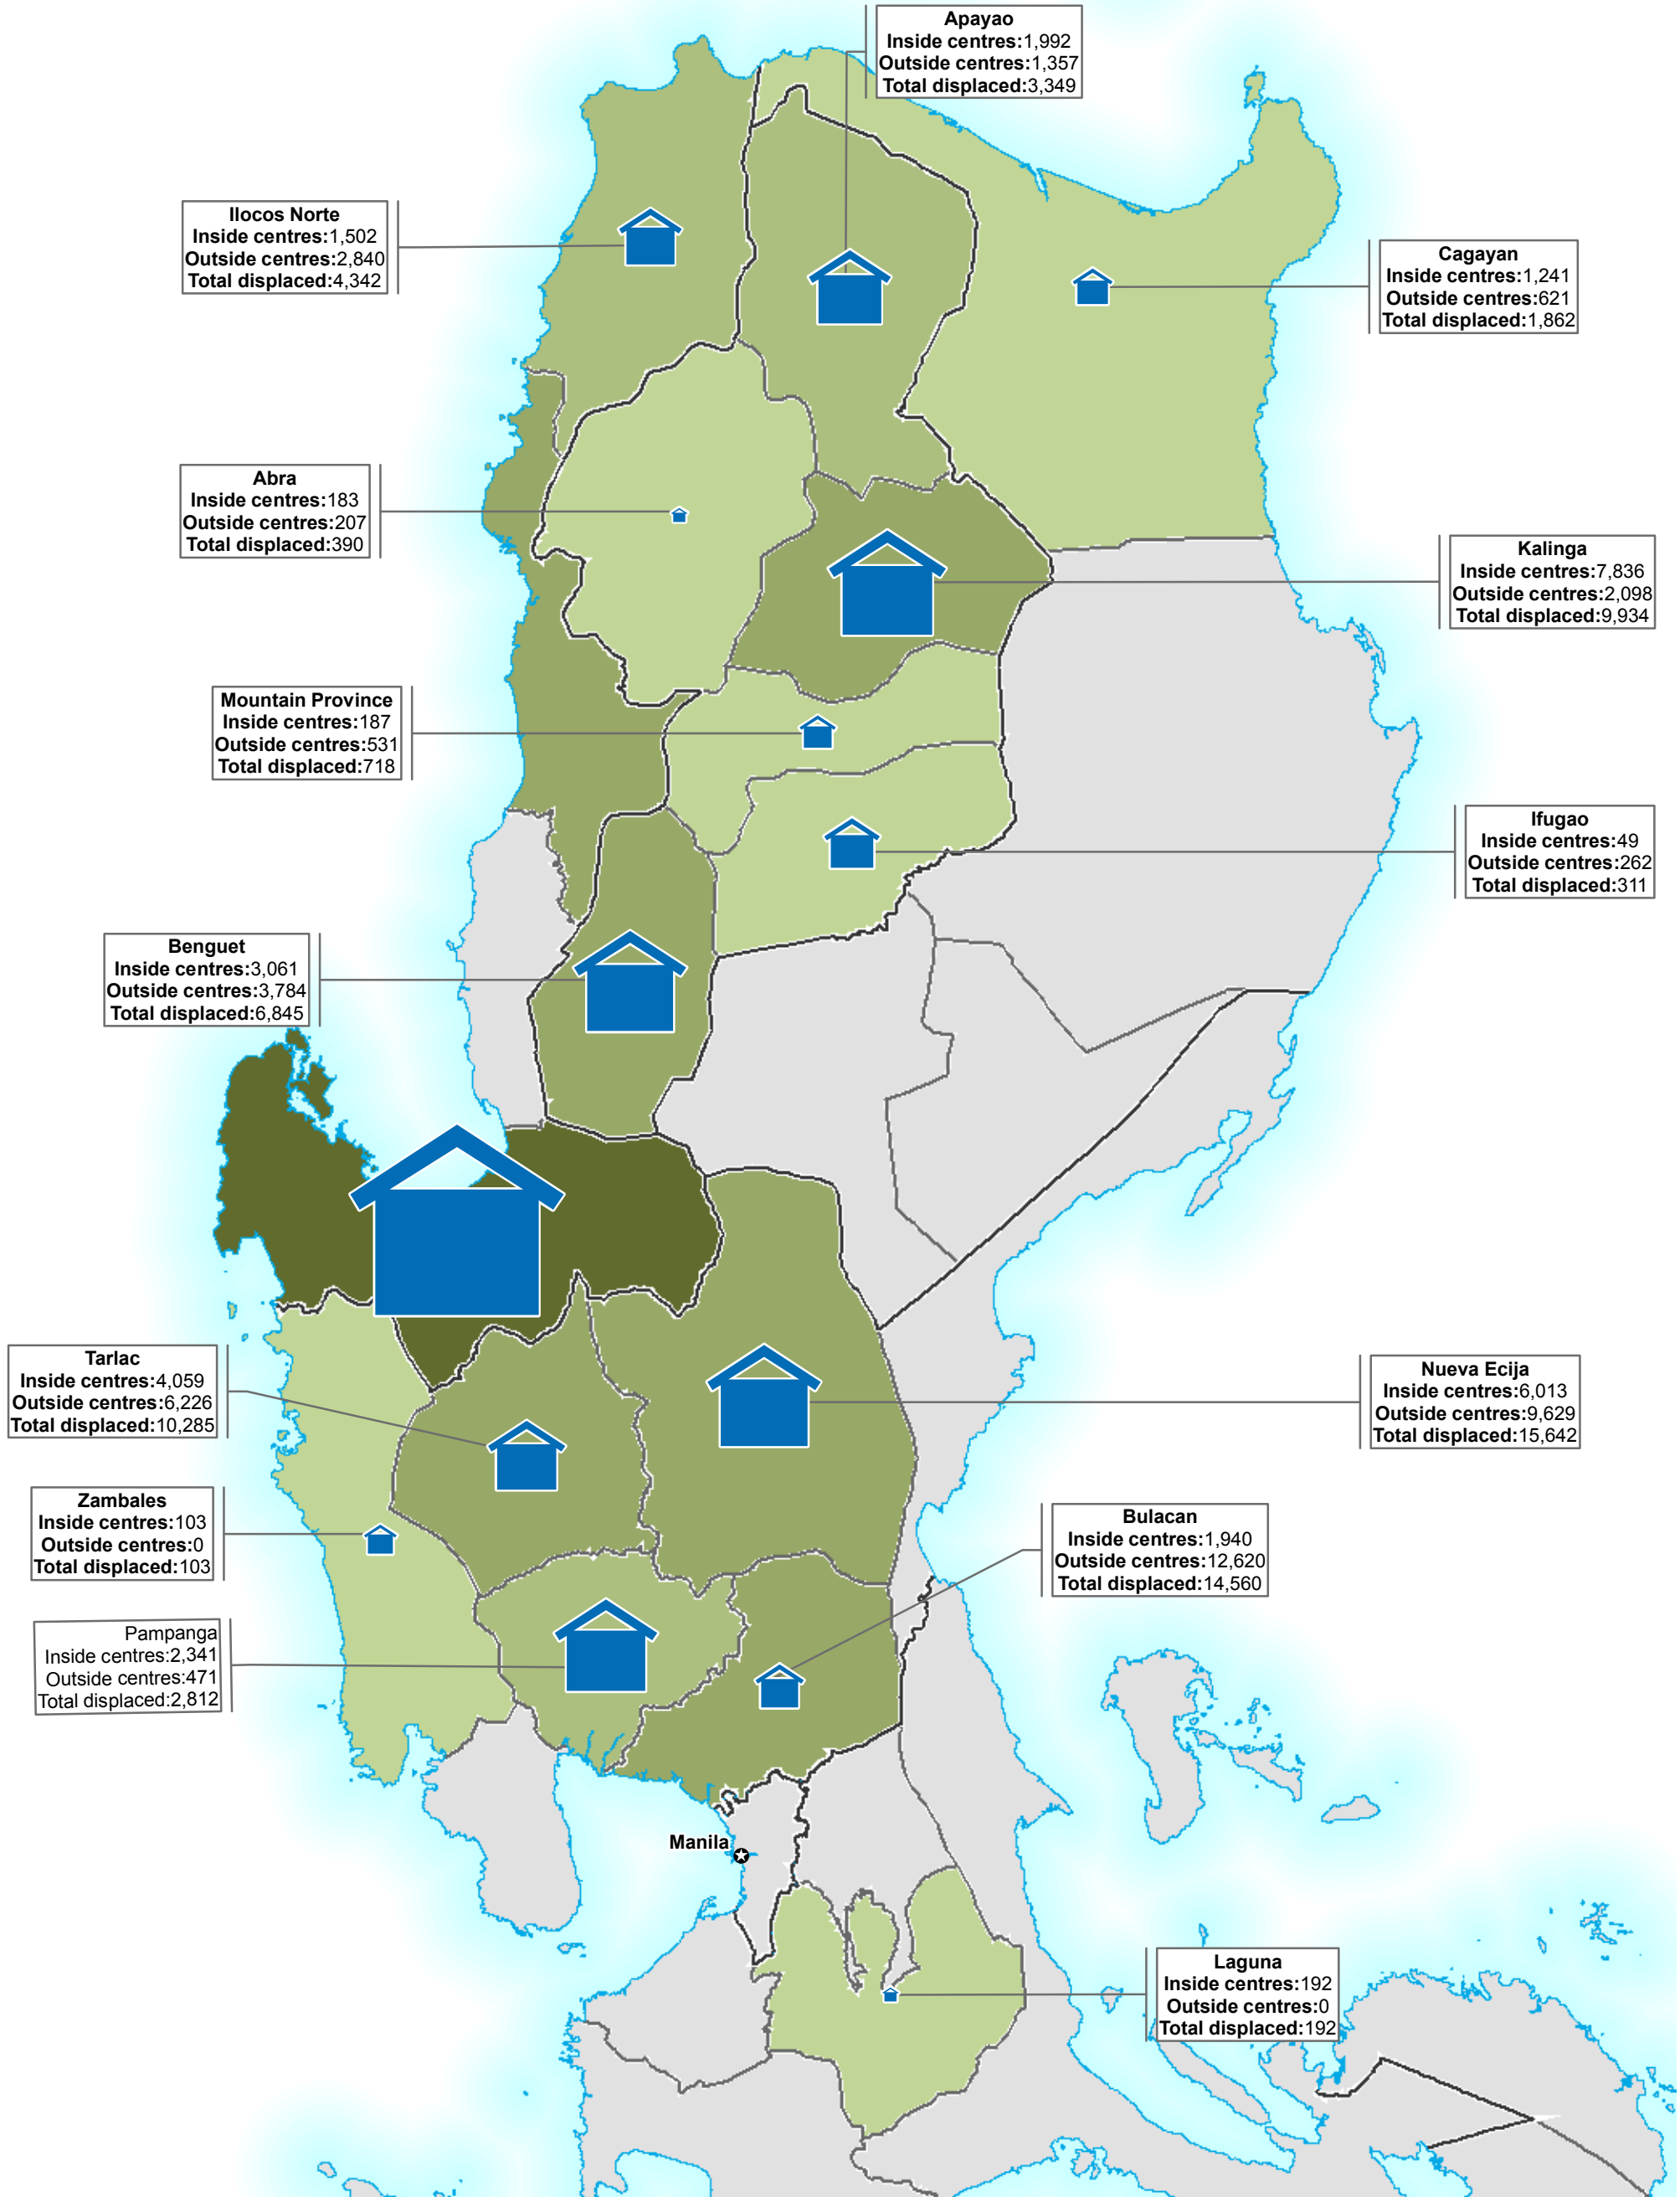 Apayao
Inside centres:1,992
Outside centres:1,357
Total displaced:3,349
Ilocos Norte
Inside centres:1,502
Outside centres:2,840
Total displaced:4,342
Cagayan
Inside centres:1,241
Outside centres:621
Total displaced:1,862
Abra
Inside centres:183
Outside centres:207
Total displaced:390
Kalinga
Inside centres:7,836
Outside centres:2,098
Total displaced:9,934
Mountain Province
Inside centres:187
Outside centres:531
Total displaced:718
Ifugao
Inside centres:49
Outside centres:262
Total displaced:311
Benguet
Inside centres:3,061
Outside centres:3,784
Total displaced:6,845
Tarlac
Inside centres:4,059
Outside centres:6,226
Total displaced:10,285
Nueva Ecija
Inside centres:6,013
Outside centres:9,629
Total displaced:15,642
Zambales
Inside centres:103
Outside centres:0
Total displaced:103
Bulacan
Inside centres:1,940
Outside centres:12,620
Total displaced:14,560
Pampanga
Inside centres:2,341
Outside centres:471
Total displaced:2,812
Manila
Laguna
Inside centres:192
Outside centres:0
Total displaced:192